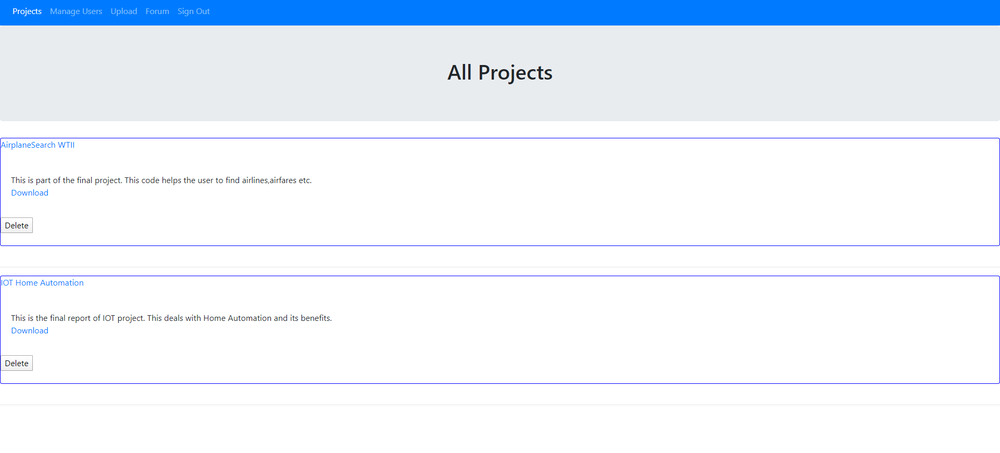 Projects Manage Users Upload Forum Sign Out
All Projects
AirplaneSearch WTII
This is part of the final project. This code helps the user to find airlines,airfares etc.
Download
Delete
IOT Home Automation
This is the final report of IOT project. This deals with Home Automation and its benefits.
Download
Delete